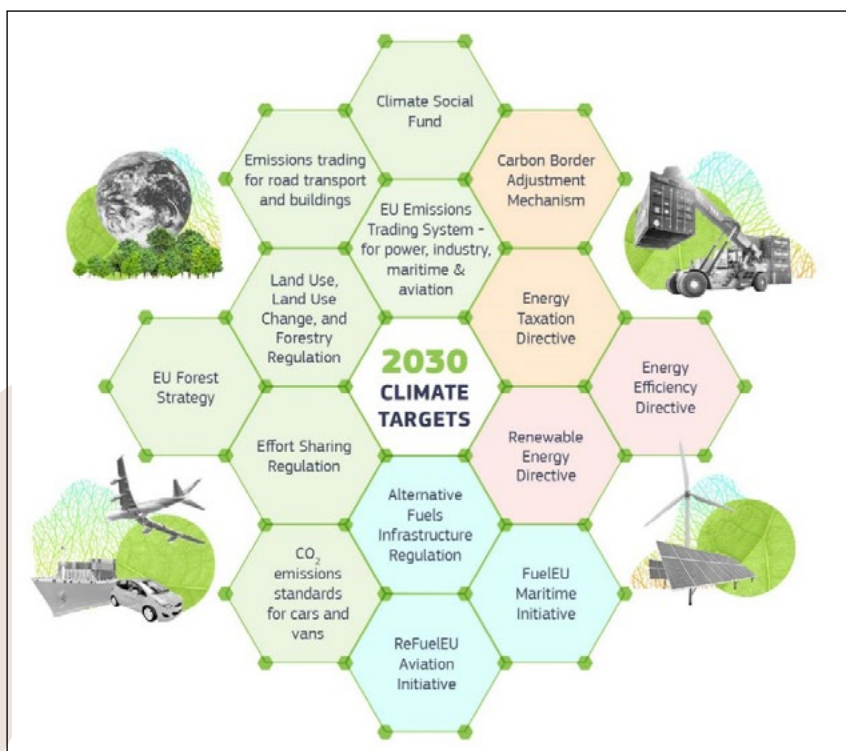 Climate Social
Fund
Emissions trading
for road transport
and buildings
Carbon Border
Adjustment
Mechanism
EU Emissions
Trading System -
for power, industry,
maritime &
aviation
Land Use,
Land Use
Change, and
Forestry
Regulation
Energy
Taxation
Directive
EU Forest
Strategy
2030
CLIMATE
TARGETS
Energy
Efficiency
Directive
Effort Sharing
Regulation
Renewable
Energy
Directive
Alternative
Fuels
Infrastructure
Regulation
CO₂
emissions
standards
for cars and
vans
FuelEU
Maritime
Initiative
ReFuelEU
Aviation
Initiative